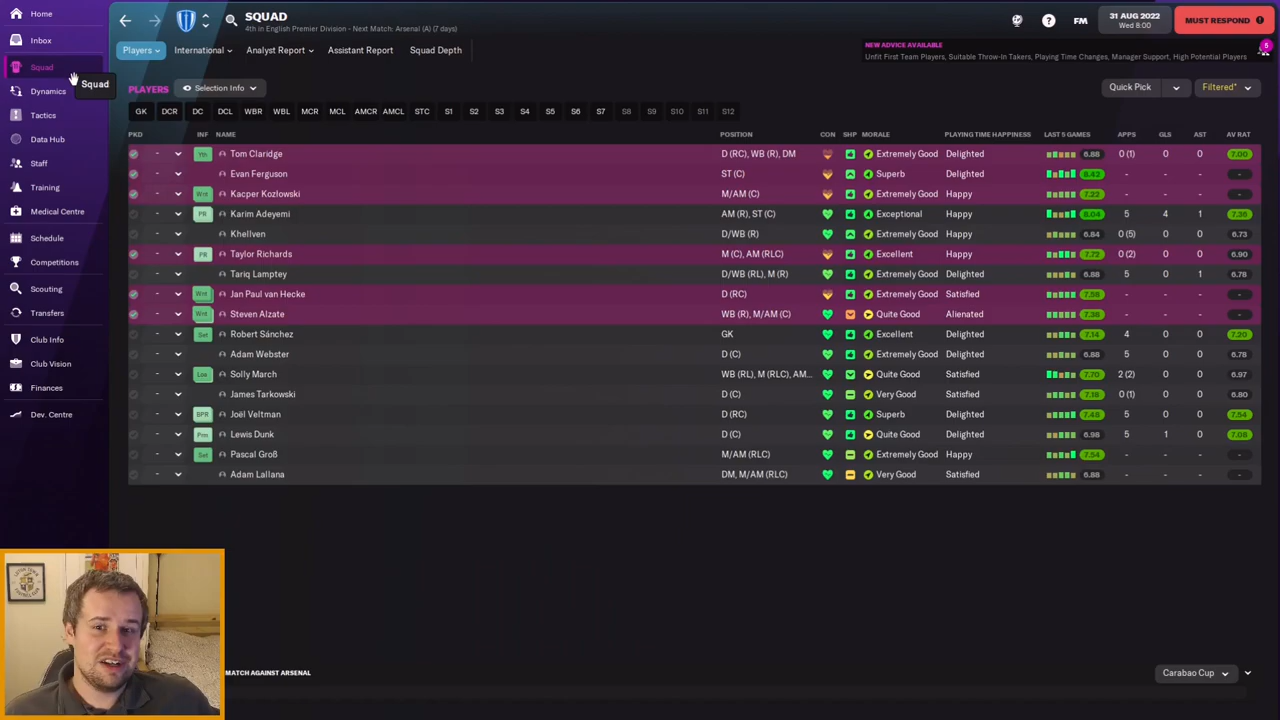 Home
SQUAD
4th in English Premier Division - Next Match: Arsenal (A) (7 days)
31 AUG 2022
Wed 8:00
MUST RESPOND
FM
Inbox
Squad
Squad
Dynamics
Tactics
Data Hub
Staff
Training
Medical Centre
Schedule
Competitions
Scouting
Transfers
Club Info
Club Vision
Finances
Dev. Centre
Players
International
Analyst Report
Assistant Report
Squad Depth
NEW ADVICE AVAILABLE
5
Unfit First Team Players, Suitable Throw-In Takers, Playing Time Changes, Manager Support, High Potential Players
PLAYERS
Selection Info
Quick Pick
Filtered*
GK DCR DC DCL WBR WBL MCR MCL AMCR AMCL STC S1 S2 S3 S4 S5 S6 S7 S8 S9 S10 S11 S12
PKD INF NAME POSITION CON SHP MORALE PLAYING TIME HAPPINESS LAST 5 GAMES APPS GLS AST AV RAT
- Yth Tom Claridge D (RC), WB (R), DM Extremely Good Delighted 6.88 0 (1) 0 0 7.00
- Evan Ferguson ST (C) Superb Delighted 8.42 - - - -
- Wnt Kacper Kozłowski M/AM (C) Extremely Good Happy 7.22 - - - -
- PR Karim Adeyemi AM (R), ST (C) Exceptional Happy 8.04 5 4 1 7.36
- Khellven D/WB (R) Extremely Good Happy 6.84 0 (5) 0 0 6.73
- PR Taylor Richards M (C), AM (RLC) Excellent Happy 7.72 0 (2) 0 0 6.90
- Tariq Lamptey D/WB (RL), M (R) Extremely Good Delighted 6.88 5 0 1 6.78
- Wnt Jan Paul van Hecke D (RC) Extremely Good Satisfied 7.58 - - - -
- Wnt Steven Alzate WB (R), M/AM (C) Quite Good Alienated 7.38 - - - -
- Set Robert Sánchez GK Excellent Delighted 7.14 4 0 0 7.20
- Adam Webster D (C) Extremely Good Delighted 6.88 5 0 0 6.78
- Loe Solly March WB (RL), M (RLC), AM... Quite Good Satisfied 7.70 2 (2) 0 0 6.97
- James Tarkowski D (C) Very Good Satisfied 7.18 0 (1) 0 0 6.80
- BPR Joël Veltman D (RC) Superb Delighted 7.48 5 0 0 7.54
- Prm Lewis Dunk D (C) Quite Good Delighted 6.98 5 1 0 7.08
- Set Pascal Groß M/AM (RLC) Extremely Good Happy 7.54 - - - -
- Adam Lallana DM, M/AM (RLC) Very Good Satisfied 6.88 - - - -
MATCH AGAINST ARSENAL
Carabao Cup